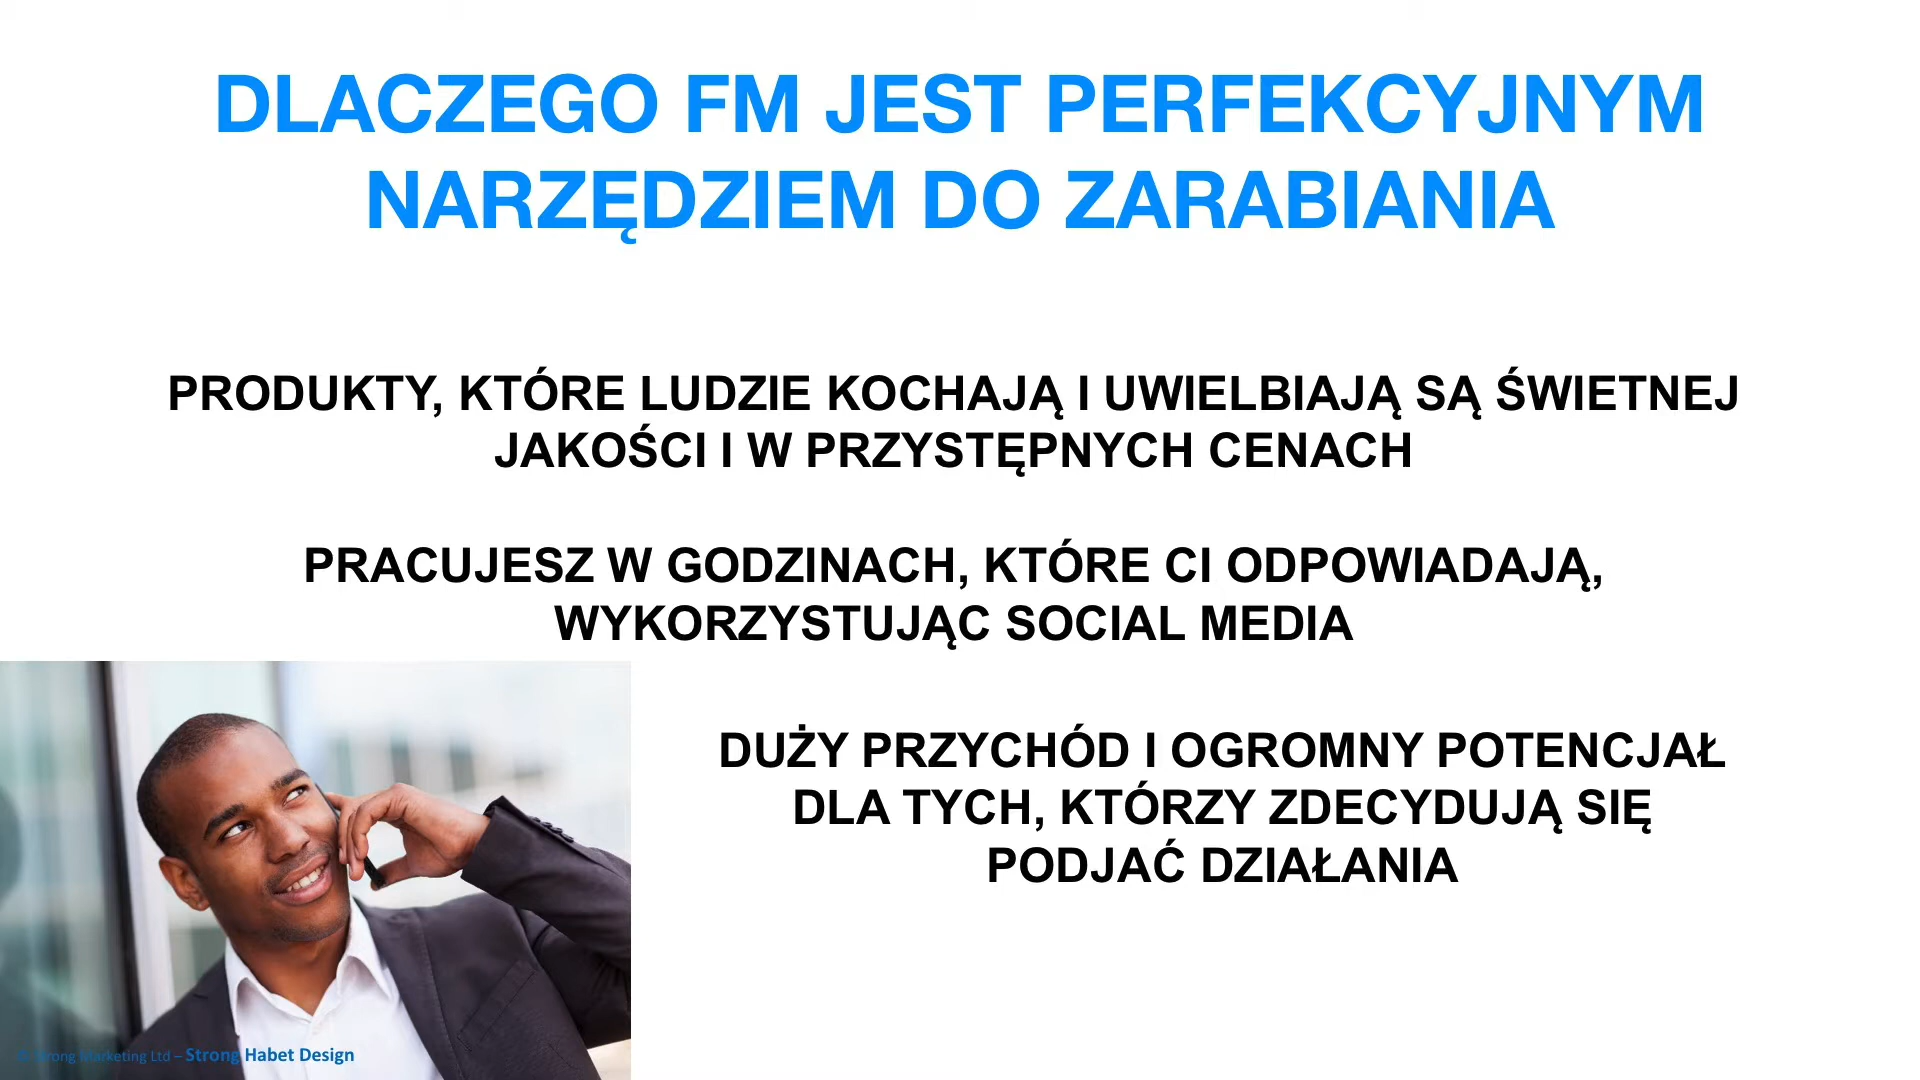 DLACZEGO FM JEST PERFEKCYJNYM
NARZĘDZIEM DO ZARABIANIA
PRODUKTY, KTÓRE LUDZIE KOCHAJĄ I UWIELBIAJĄ SĄ ŚWIETNEJ
JAKOŚCI I W PRZYSTĘPNYCH CENACH
PRACUJESZ W GODZINACH, KTÓRE CI ODPOWIADAJĄ,
WYKORZYSTUJĄC SOCIAL MEDIA
DUŻY PRZYCHÓD I OGROMNY POTENCJAŁ
DLA TYCH, KTÓRZY ZDECYDUJĄ SIĘ
PODJAĆ DZIAŁANIA
Strong Marketing Ltd – Strong Habet Design